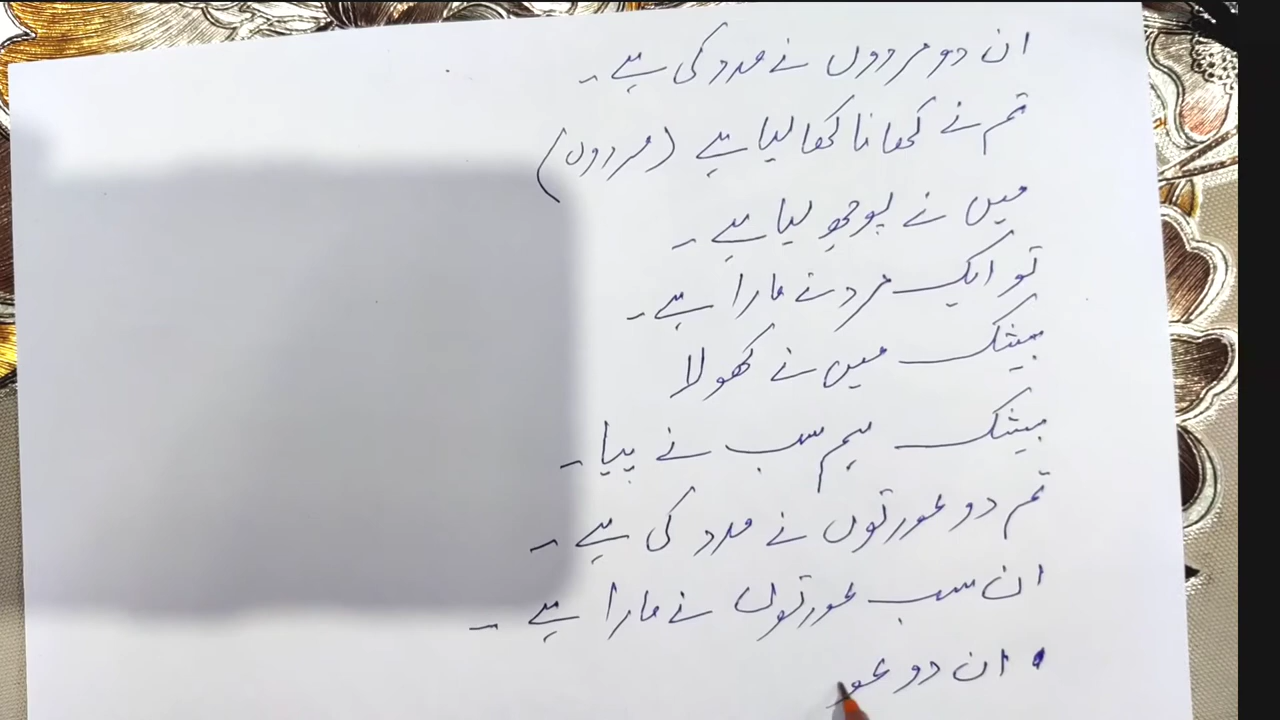 ان دو مردوں نے مدد کی ہے۔
تم نے کھانا کھا لیا ہے (مردوں)
میں نے پوچھ لیا ہے۔
تو ایک مرد نے مارا ہے۔
بیشک میں نے کھولا
بیشک ہم سب نے پیا۔
تم دو عورتوں نے مدد کی ہے۔
ان سب عورتوں نے مارا ہے۔
ان دو عو